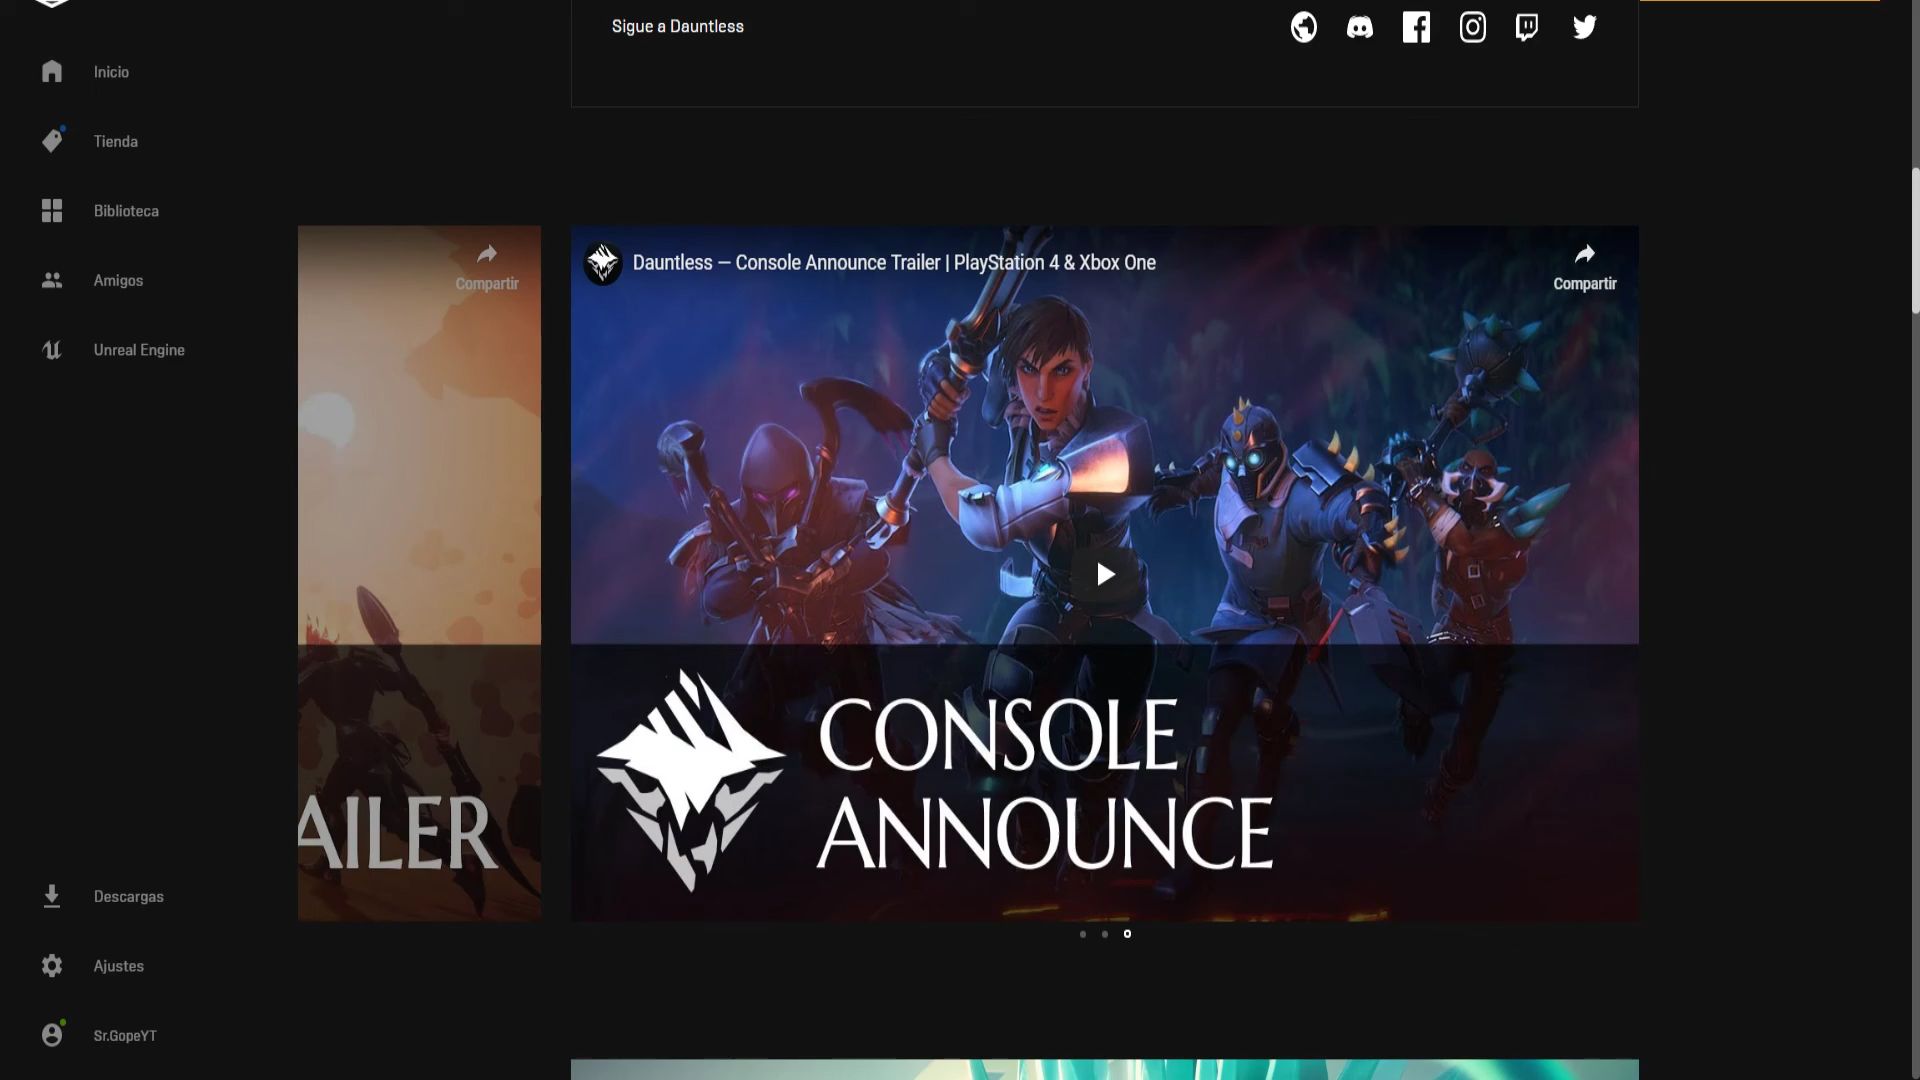 Sigue a Dauntless
Inicio
Tienda
Biblioteca
Amigos
Unreal Engine
Compartir
AILER
Dauntless — Console Announce Trailer | PlayStation 4 & Xbox One
Compartir
CONSOLE
ANNOUNCE
Descargas
Ajustes
Sr.GopeYT